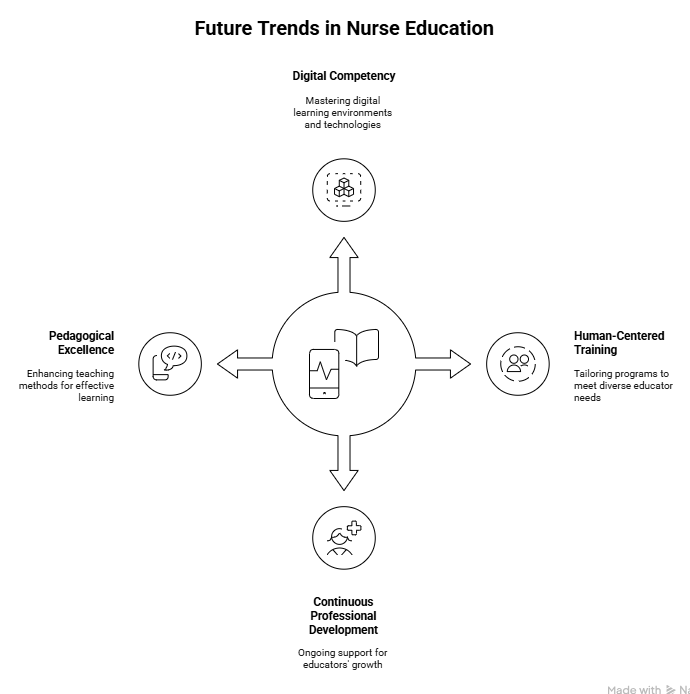 Future Trends in Nurse Education
Digital Competency
Mastering digital
learning environments
and technologies
Pedagogical
Excellence
Enhancing teaching
methods for effective
learning
Human-Centered
Training
Tailoring programs to
meet diverse educator
needs
Continuous
Professional
Development
Ongoing support for
educators' growth
Made with